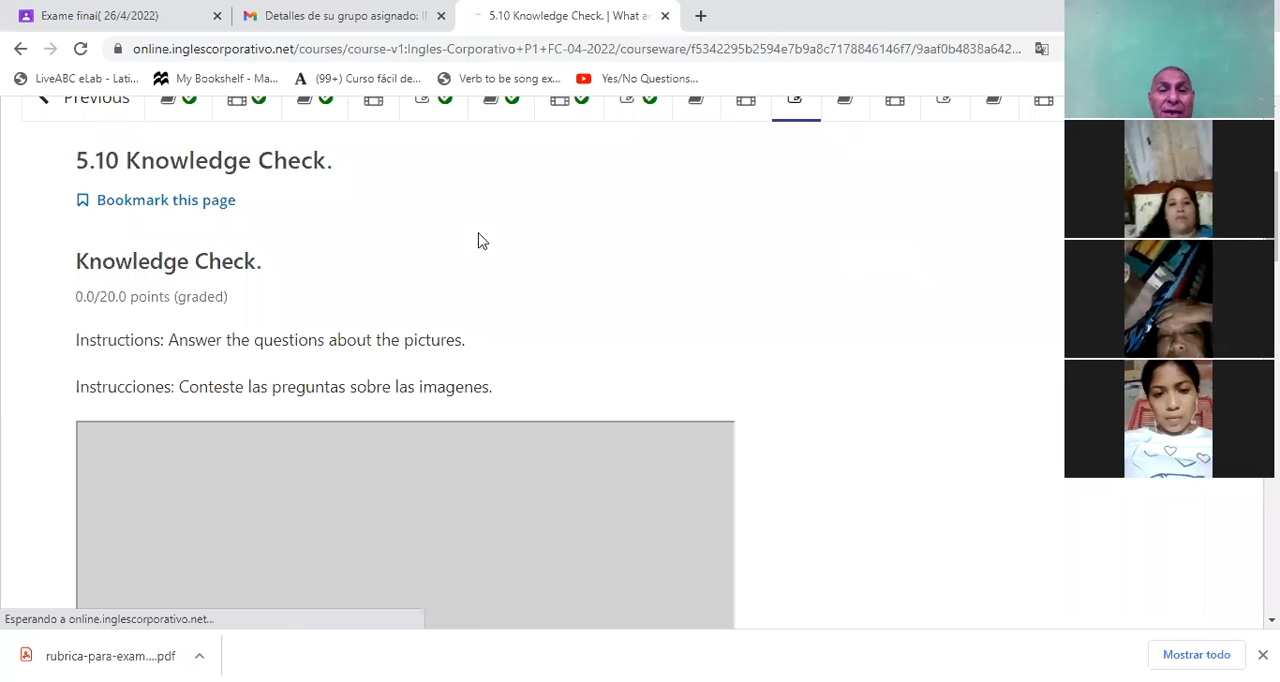 Exame final( 26/4/2022)
Detalles de su grupo asignado: I
5.10 Knowledge Check. | What a
online.inglescorporativo.net/courses/course-v1:Ingles-Corporativo+P1+FC-04-2022/courseware/f5342295b2594e7b9a8c7178846146f7/9aaf0b4838a642...
LiveABC eLab - Lati...
My Bookshelf - Ma...
(99+) Curso fácil de...
Verb to be song ex...
Yes/No Questions...
Previous
5.10 Knowledge Check.
Bookmark this page
Knowledge Check.
0.0/20.0 points (graded)
Instructions: Answer the questions about the pictures.
Instrucciones: Conteste las preguntas sobre las imagenes.
Esperando a online.inglescorporativo.net...
rubrica-para-exam....pdf
Mostrar todo